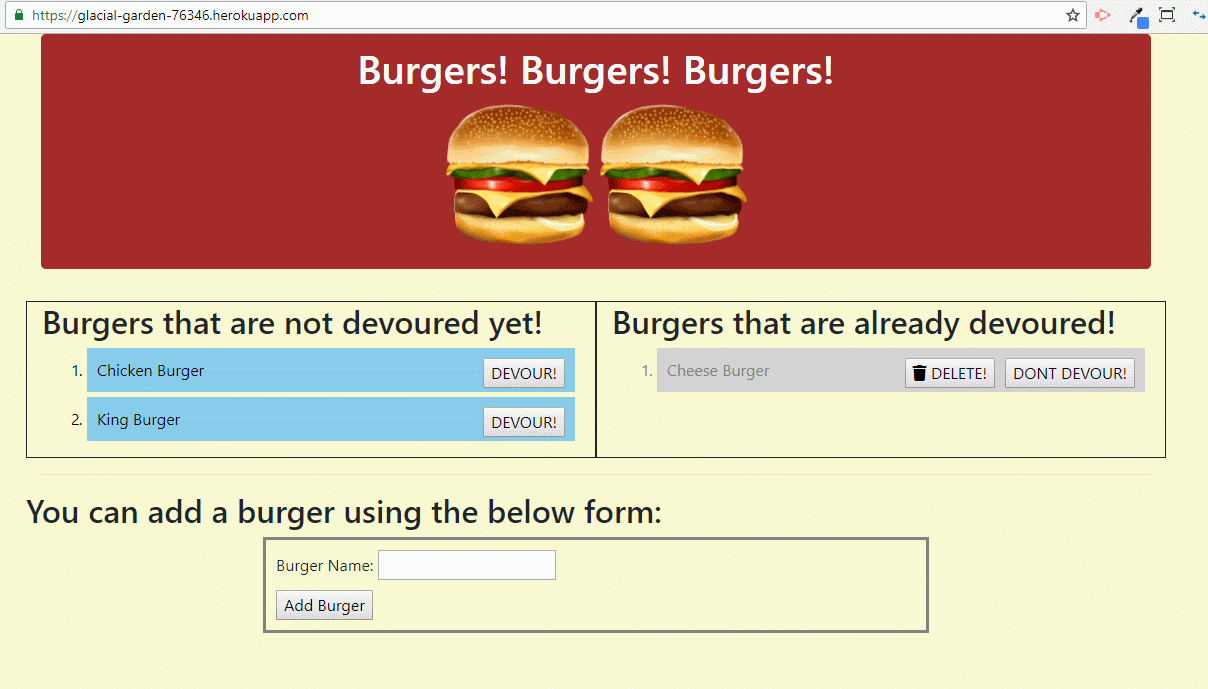 https://glacial-garden-76346.herokuapp.com
Burgers! Burgers! Burgers!
Burgers that are not devoured yet!
1. Chicken Burger DEVOUR!
2. King Burger DEVOUR!
Burgers that are already devoured!
1. Cheese Burger DELETE! DONT DEVOUR!
You can add a burger using the below form:
Burger Name:
Add Burger